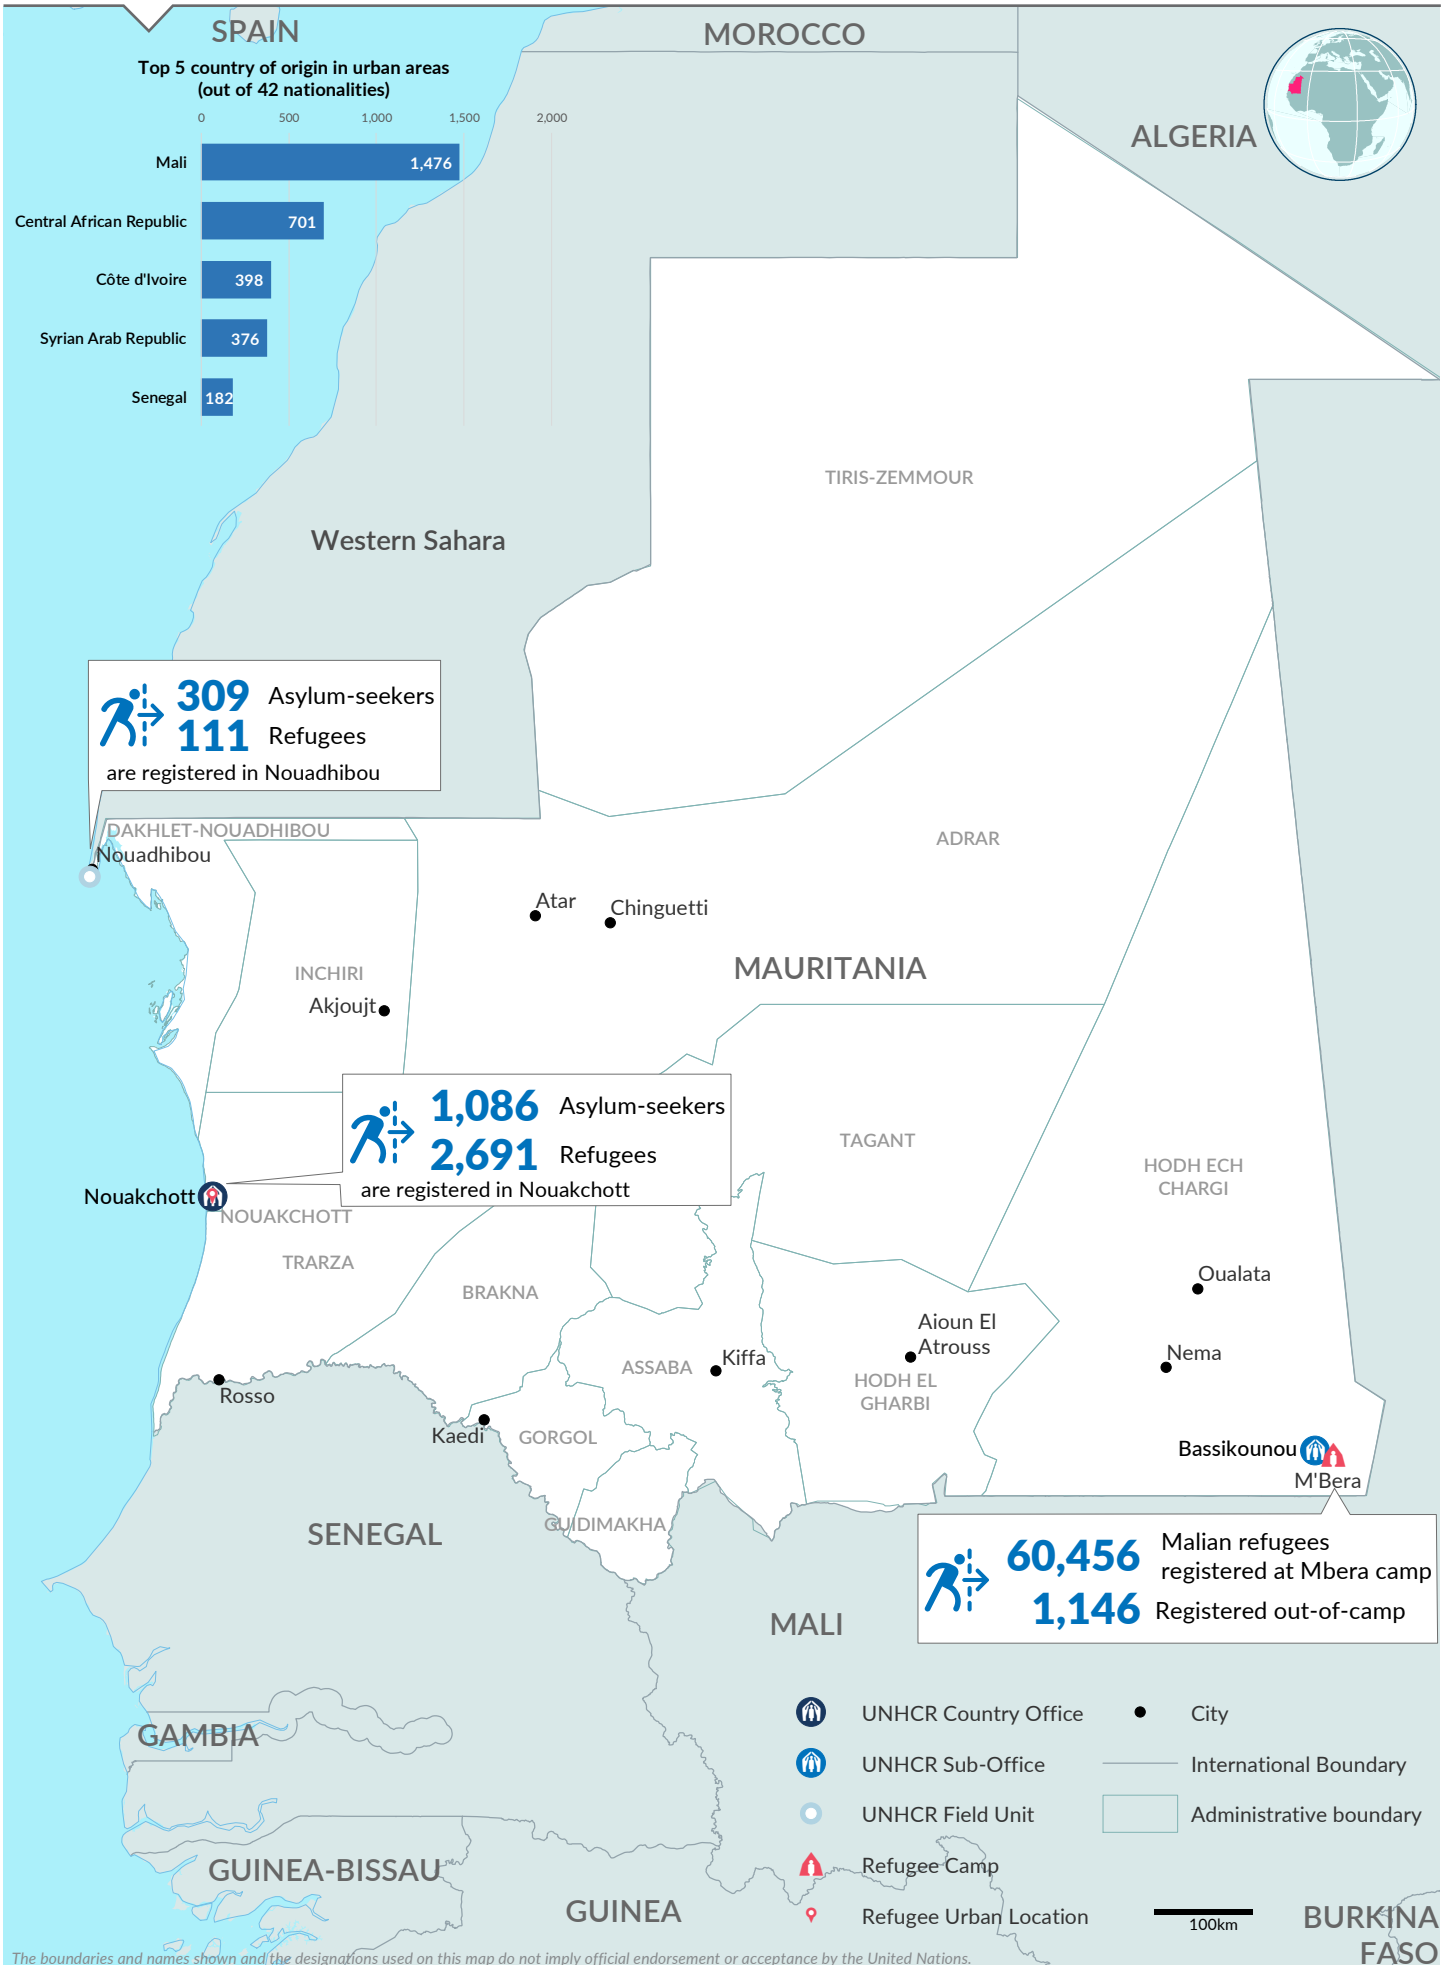 SPAIN
MOROCCO
Top 5 country of origin in urban areas
(out of 42 nationalities)
0 500 1,000 1,500 2,000
Mali 1,476
Central African Republic 701
Côte d'Ivoire 398
Syrian Arab Republic 376
Senegal 182
ALGERIA
TIRIS-ZEMMOUR
Western Sahara
309 Asylum-seekers
111 Refugees
are registered in Nouadhibou
DAKHLET-NOUADHIBOU
Nouadhibou
ADRAR
Atar
Chinguetti
MAURITANIA
INCHIRI
Akjoujt
1,086 Asylum-seekers
2,691 Refugees
are registered in Nouakchott
TAGANT
HODH ECH
CHARGI
Nouakchott
NOUAKCHOTT
TRARZA
BRAKNA
Oualata
Aioun El
Atrouss
Nema
ASSABA
Kiffa
HODH EL
GHARBI
Rosso
Kaedi
GORGOL
Bassikounou
M'Bera
GUIDIMAKHA
SENEGAL
60,456 Malian refugees
registered at Mbera camp
1,146 Registered out-of-camp
MALI
GAMBIA
UNHCR Country Office
City
UNHCR Sub-Office
International Boundary
UNHCR Field Unit
Administrative boundary
Refugee Camp
Refugee Urban Location
GUINEA-BISSAU
GUINEA
100km
BURKINA
FASO
The boundaries and names shown and the designations used on this map do not imply official endorsement or acceptance by the United Nations.